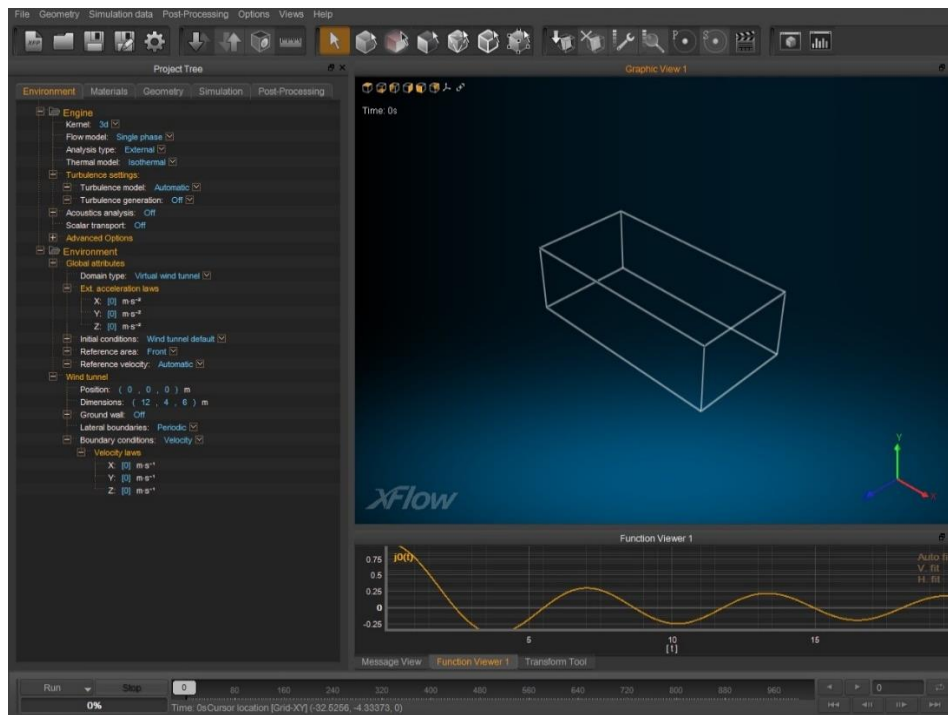 File Geometry Simulation data Post-Processing Options Views Help
Project Tree
Graphic View 1
Environment Materials Geometry Simulation Post-Processing
Engine
Kernel: 3d
Flow model: Single phase
Analysis type: External
Thermal model: Isothermal
Turbulence settings:
Turbulence model: Automatic
Turbulence generation: Off
Acoustics analysis: Off
Scalar transport: Off
Advanced Options
Environment
Global attributes
Domain type: Virtual wind tunnel
Ext. acceleration laws
X: [0] m·s⁻²
Y: [0] m·s⁻²
Z: [0] m·s⁻²
Initial conditions: Wind tunnel default
Reference area: Front
Reference velocity: Automatic
Wind tunnel
Position: ( 0 , 0 , 0 ) m
Dimensions: ( 12 , 4 , 6 ) m
Ground wall: Off
Lateral boundaries: Periodic
Boundary conditions: Velocity
Velocity laws
X: [0] m·s⁻¹
Y: [0] m·s⁻¹
Z: [0] m·s⁻¹
Time: 0s
Y
X
XFlow
Function Viewer 1
j0(t)
Auto fi
V. fit
H. fit
0.75
0.5
0
-0.25
5 10 15
[1]
Message View Function Viewer 1 Transform Tool
Run Stop 0 80 160 240 320 400 480 560 640 720 800 880 960 0
0% Time: 0sCursor location [Grid-XY] (-32.5256, -4.33373, 0)